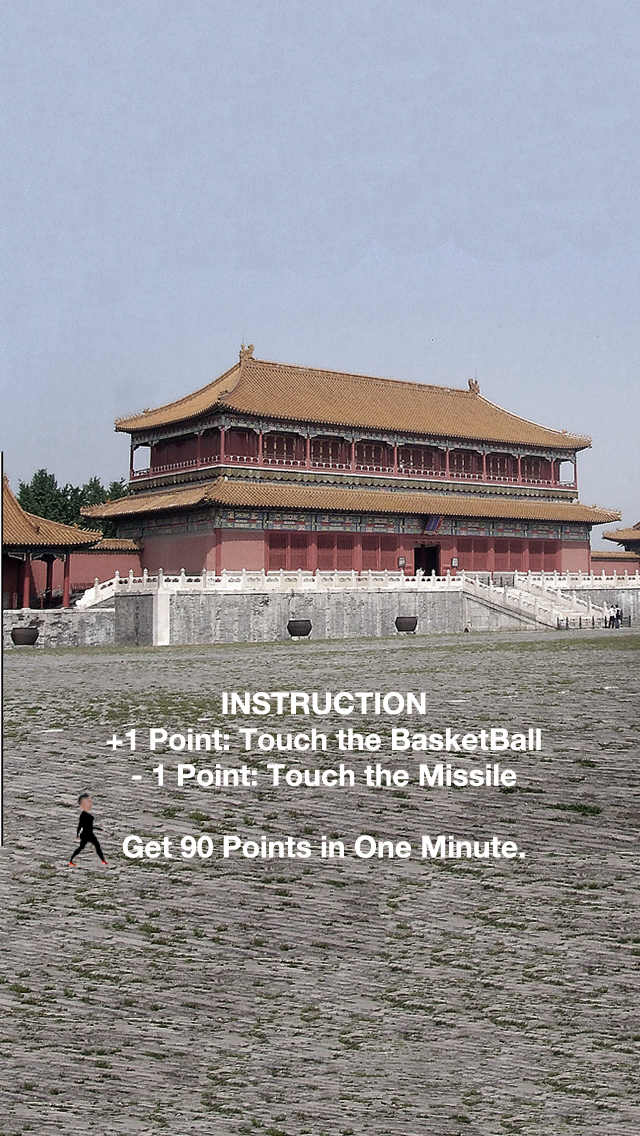 INSTRUCTION
+1 Point: Touch the BasketBall
- 1 Point: Touch the Missile
Get 90 Points in One Minute.